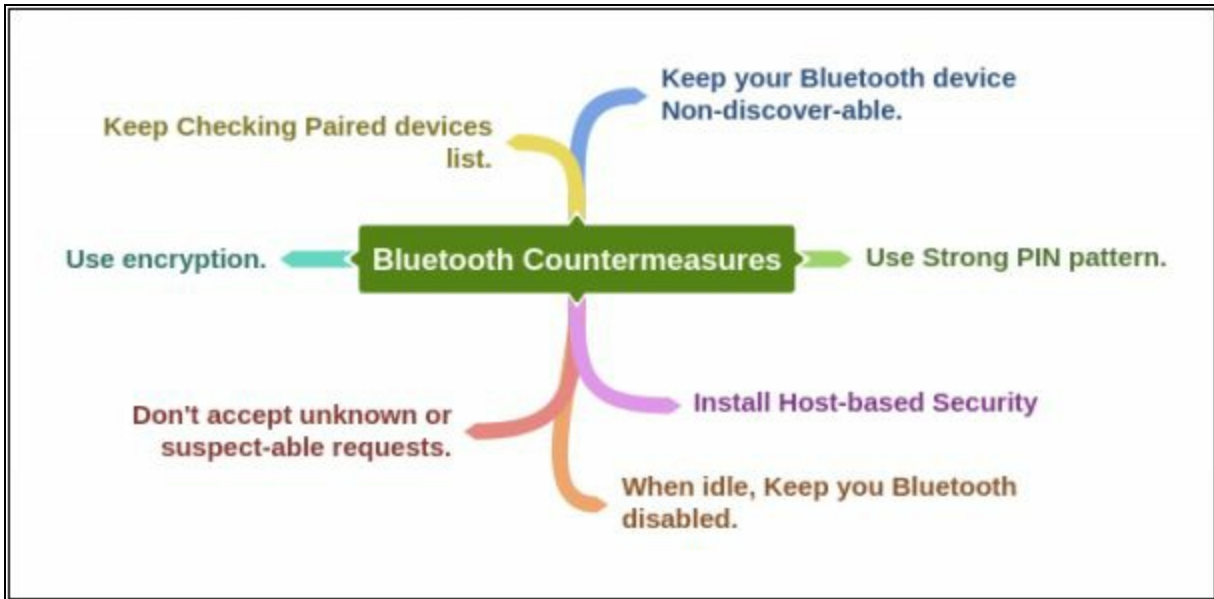 Keep your Bluetooth device
Non-discover-able.
Keep Checking Paired devices
list.
Use encryption.
Bluetooth Countermeasures
Use Strong PIN pattern.
Install Host-based Security
Don't accept unknown or
suspect-able requests.
When idle, Keep you Bluetooth
disabled.